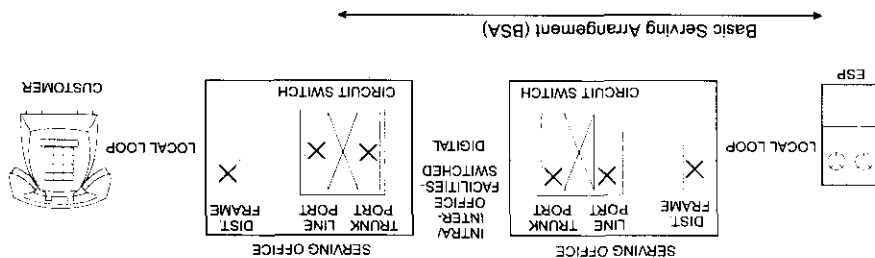 SERVING OFFICE
DIST.
FRAME
LINE
PORT
TRUNK
PORT
CIRCUIT SWITCH
LOCAL LOOP
ESP
INTRA/
INTER-
OFFICE
FACILITIES-
SWITCHED
DIGITAL
SERVING OFFICE
TRUNK
PORT
LINE
PORT
DIST.
FRAME
CIRCUIT SWITCH
LOCAL LOOP
CUSTOMER
Basic Serving Arrangement (BSA)